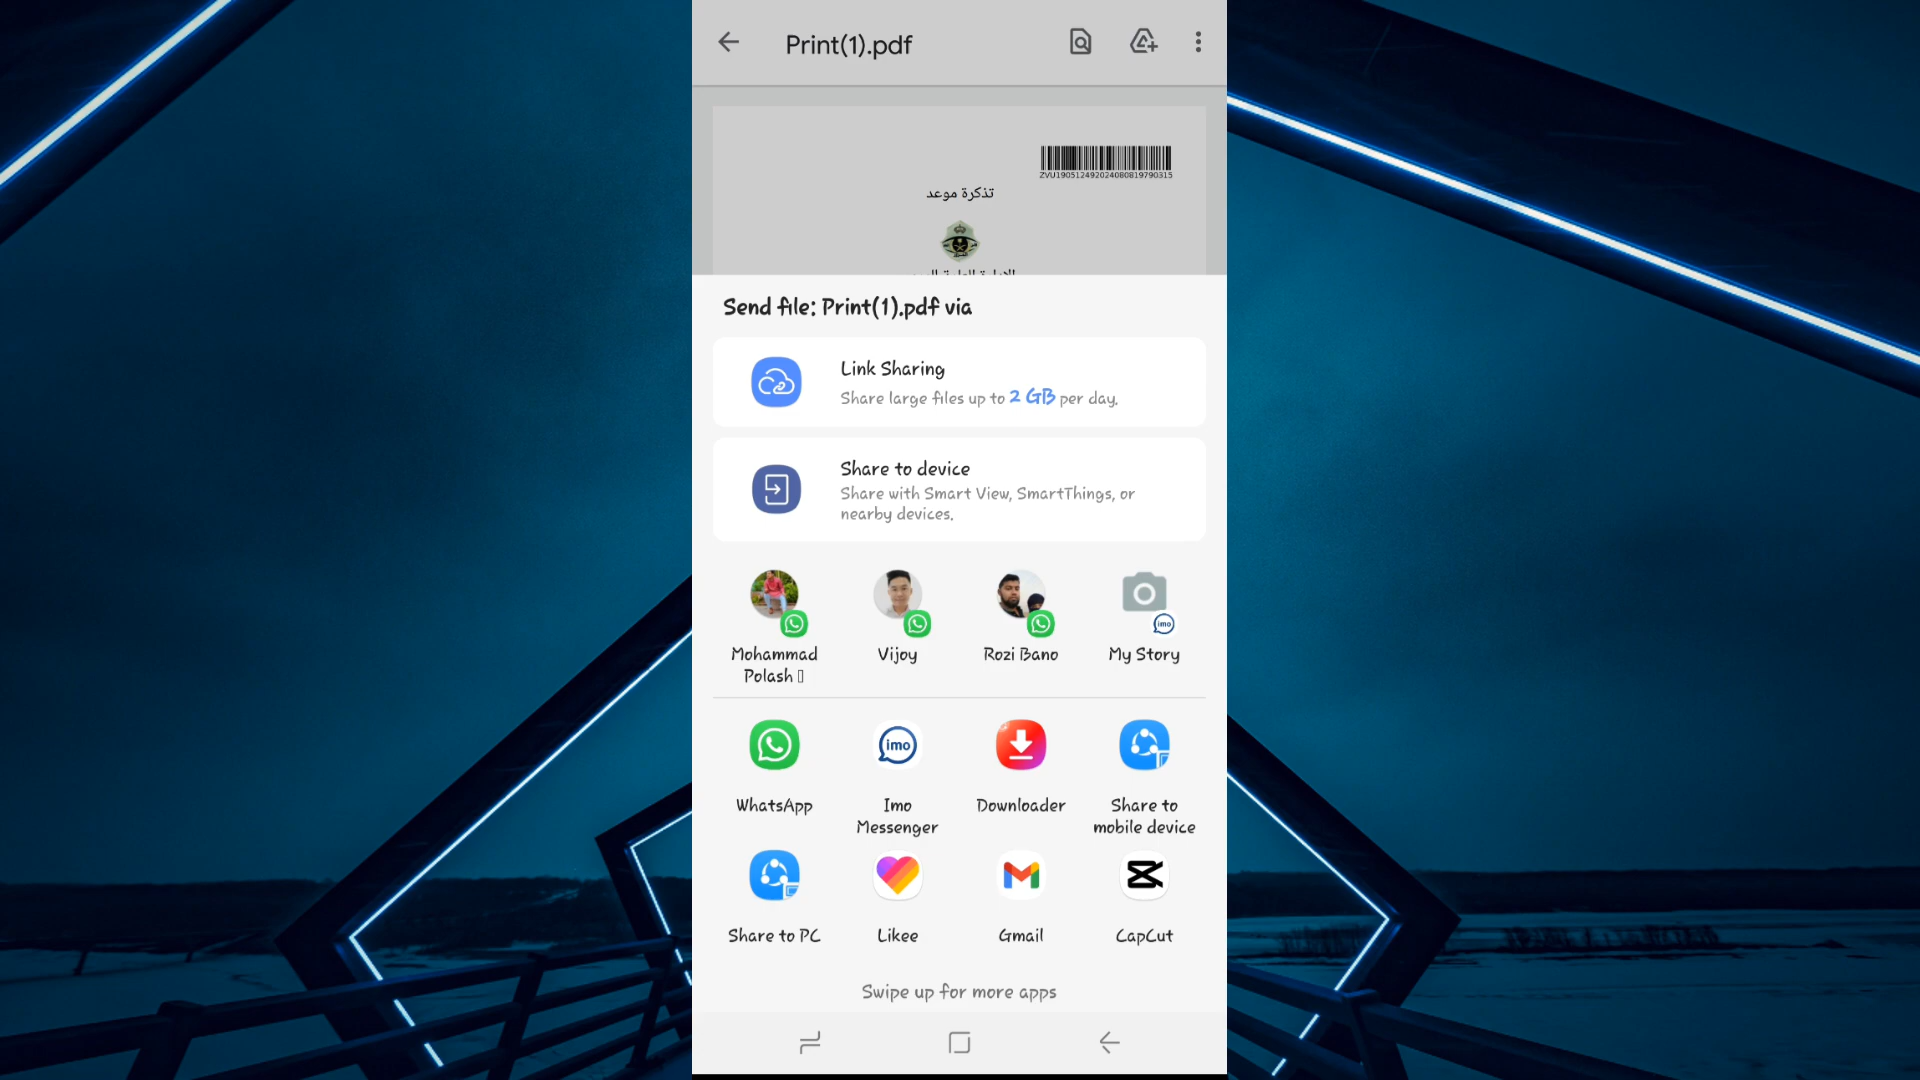 Print(1).pdf
ZVU19051249202408081979 0315
تذكرة موعد
Send file: Print(1).pdf via
Link Sharing
Share large files up to 2 GB per day.
Share to device
Share with Smart View, SmartThings, or
nearby devices.
Mohammad
Polash
Vijoy
Rozi Bano
My Story
imo
WhatsApp
imo
Imo
Messenger
Downloader
Share to
mobile device
Share to PC
Likee
Gmail
CapCut
Swipe up for more apps